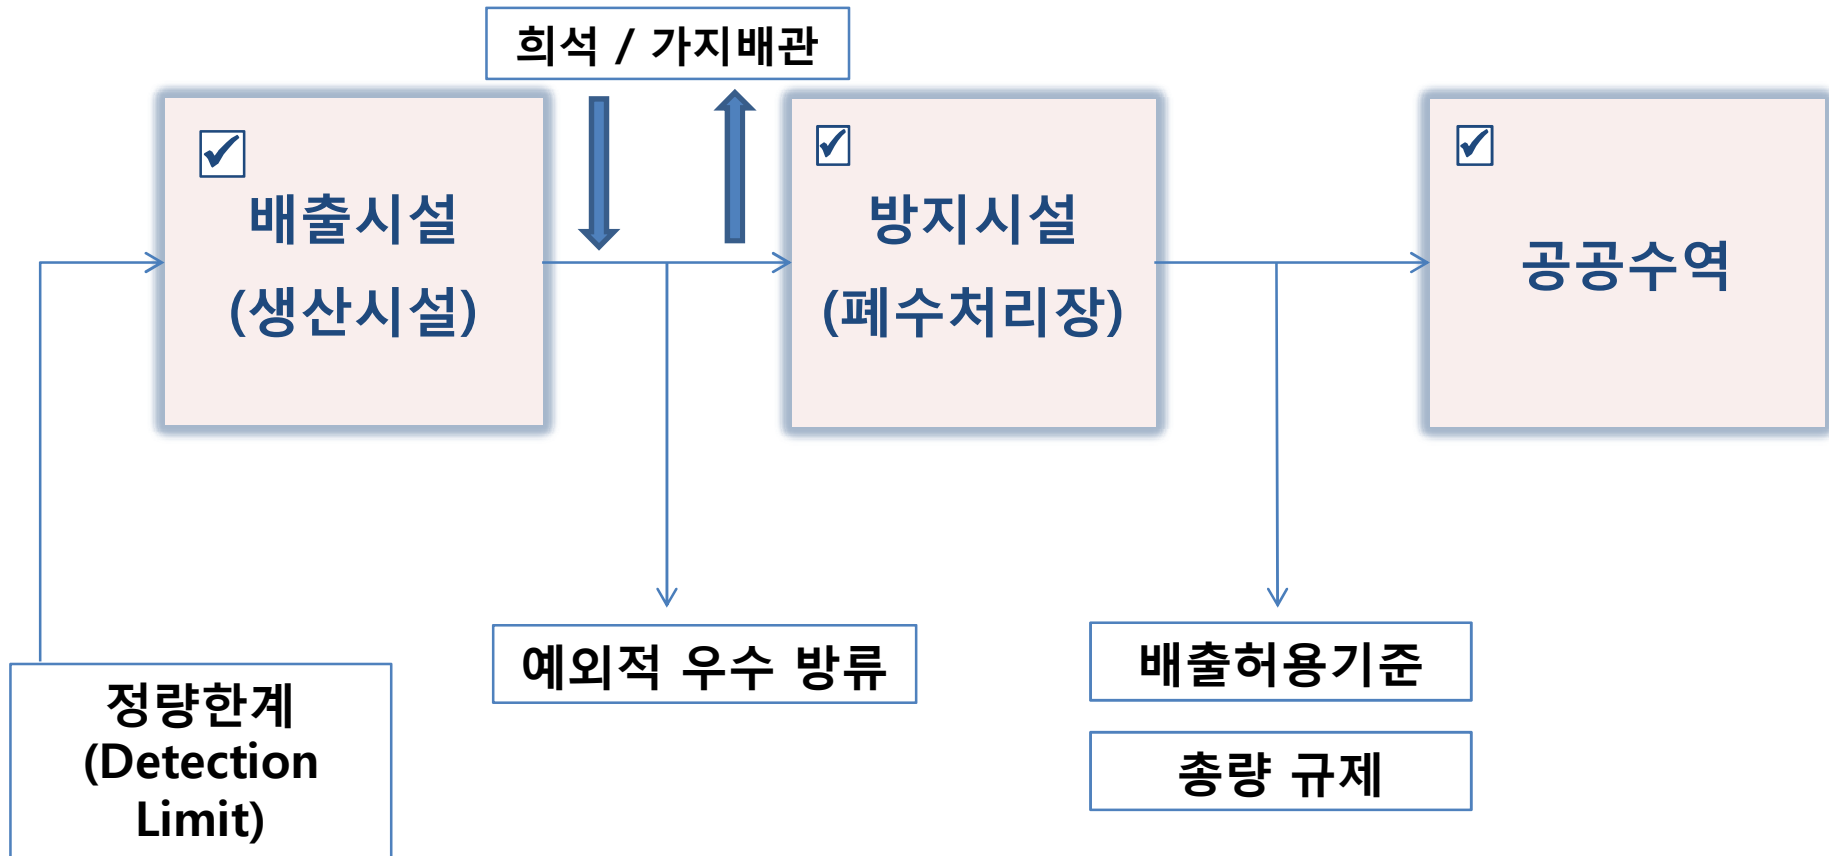 희석 / 가지배관
배출시설
(생산시설)
방지시설
(폐수처리장)
공공수역
예외적 우수 방류
배출허용기준
총량 규제
정량한계
(Detection
Limit)